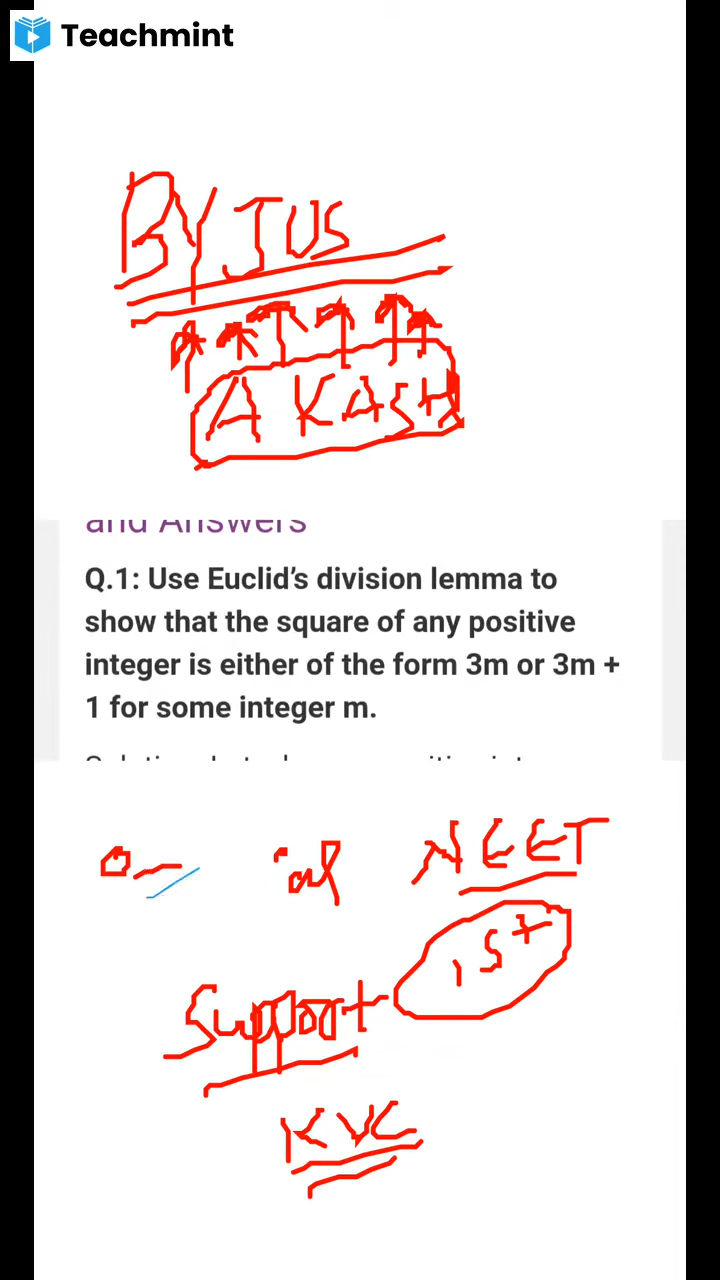 Teachmint
BYJUS
AKASH
and Answers
Q.1: Use Euclid's division lemma to
show that the square of any positive
integer is either of the form 3m or 3m +
1 for some integer m.
NEET
1st
Support
KVC